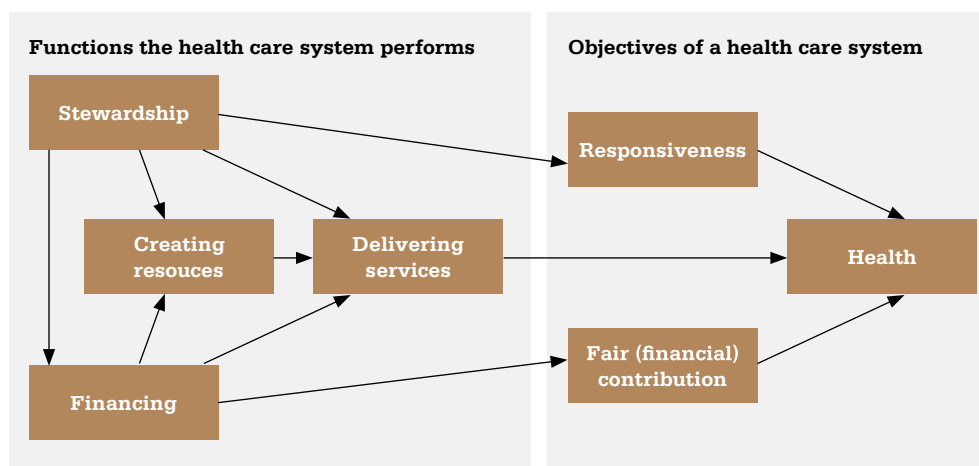 Functions the health care system performs
Stewardship
Creating
resouces
Delivering
services
Financing
Objectives of a health care system
Responsiveness
Health
Fair (financial)
contribution